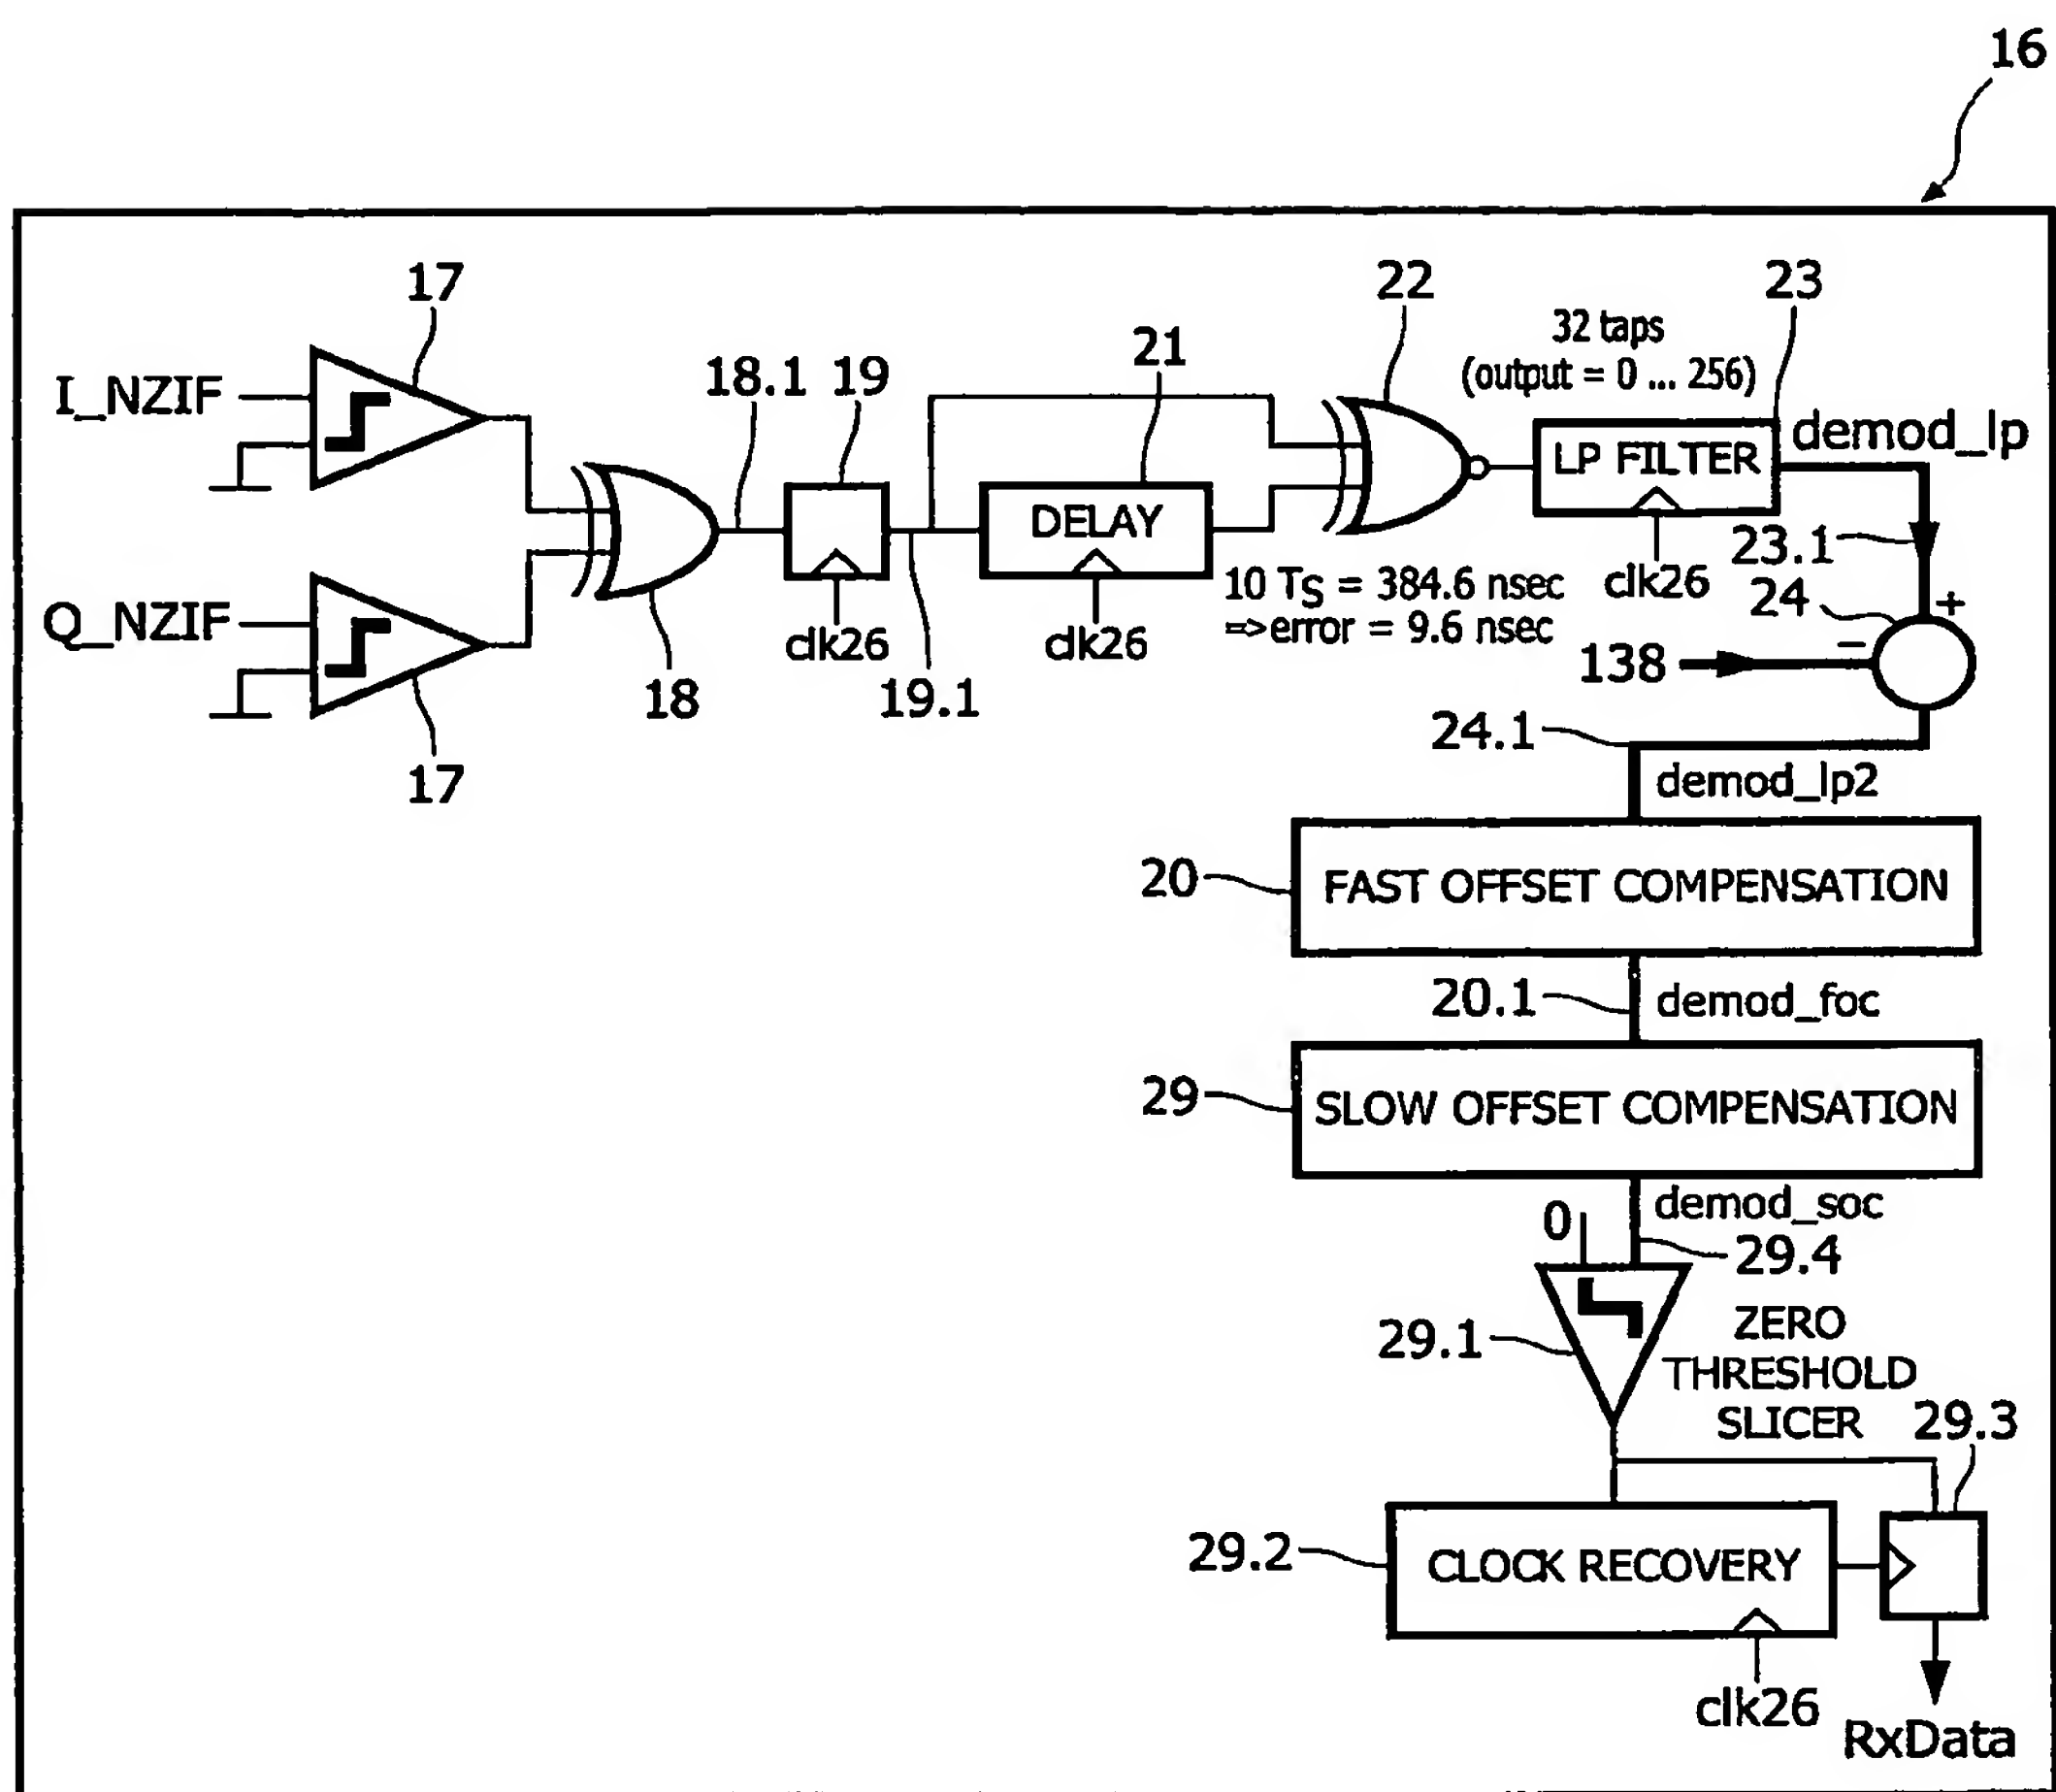 16
17
22
23
32 taps
(output = 0 ... 256)
I_NZIF
18.1
19
21
demod_lp
LP FILTER
DELAY
23.1
clk26
24
+
10 TS = 384.6 nsec
=>error = 9.6 nsec
Q_NZIF
clk26
clk26
−
138
18
19.1
17
24.1
demod_lp2
20
FAST OFFSET COMPENSATION
20.1
demod_foc
29
SLOW OFFSET COMPENSATION
demod_soc
0
29.4
29.1
ZERO
THRESHOLD
SLICER
29.3
29.2
CLOCK RECOVERY
clk26
RxData